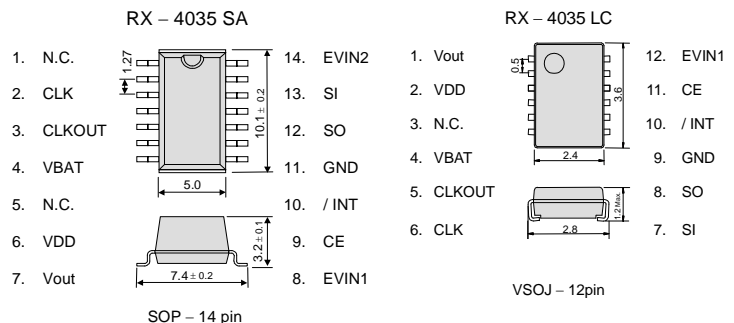 RX – 4035 SA
1. N.C.
2. CLK
3. CLKOUT
4. VBAT
5. N.C.
6. VDD
7. Vout
1.27
10.1 ± 0.2
5.0
3.2 ± 0.1
7.4 ± 0.2
14. EVIN2
13. SI
12. SO
11. GND
10. / INT
9. CE
8. EVIN1
SOP – 14 pin
RX – 4035 LC
1. Vout
2. VDD
3. N.C.
4. VBAT
5. CLKOUT
6. CLK
0.5
3.6
2.4
1.2 Max.
2.8
12. EVIN1
11. CE
10. / INT
9. GND
8. SO
7. SI
VSOJ – 12pin